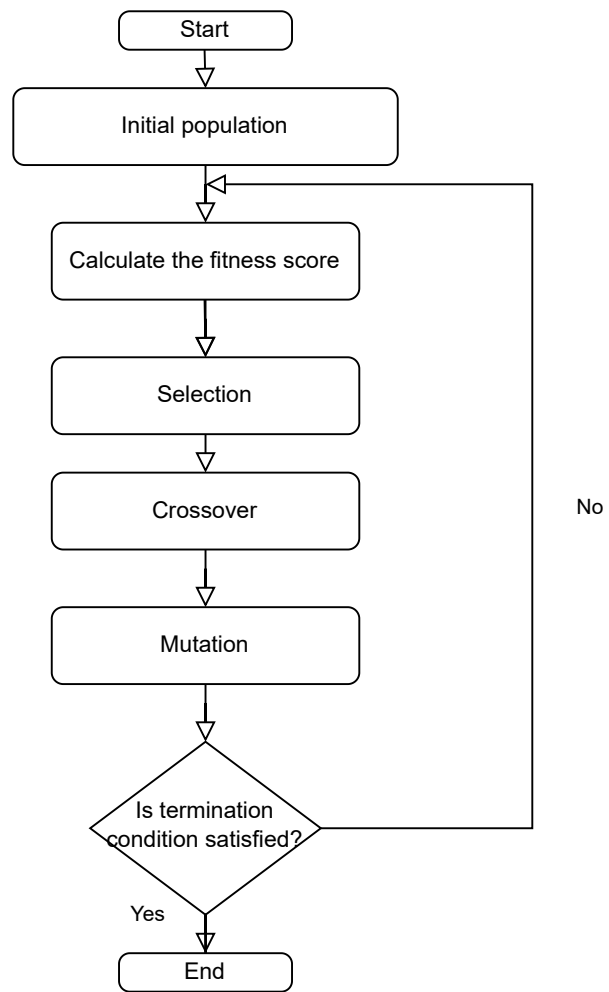 Start
Initial population
Calculate the fitness score
Selection
Crossover
No
Mutation
Is termination
condition satisfied?
Yes
End